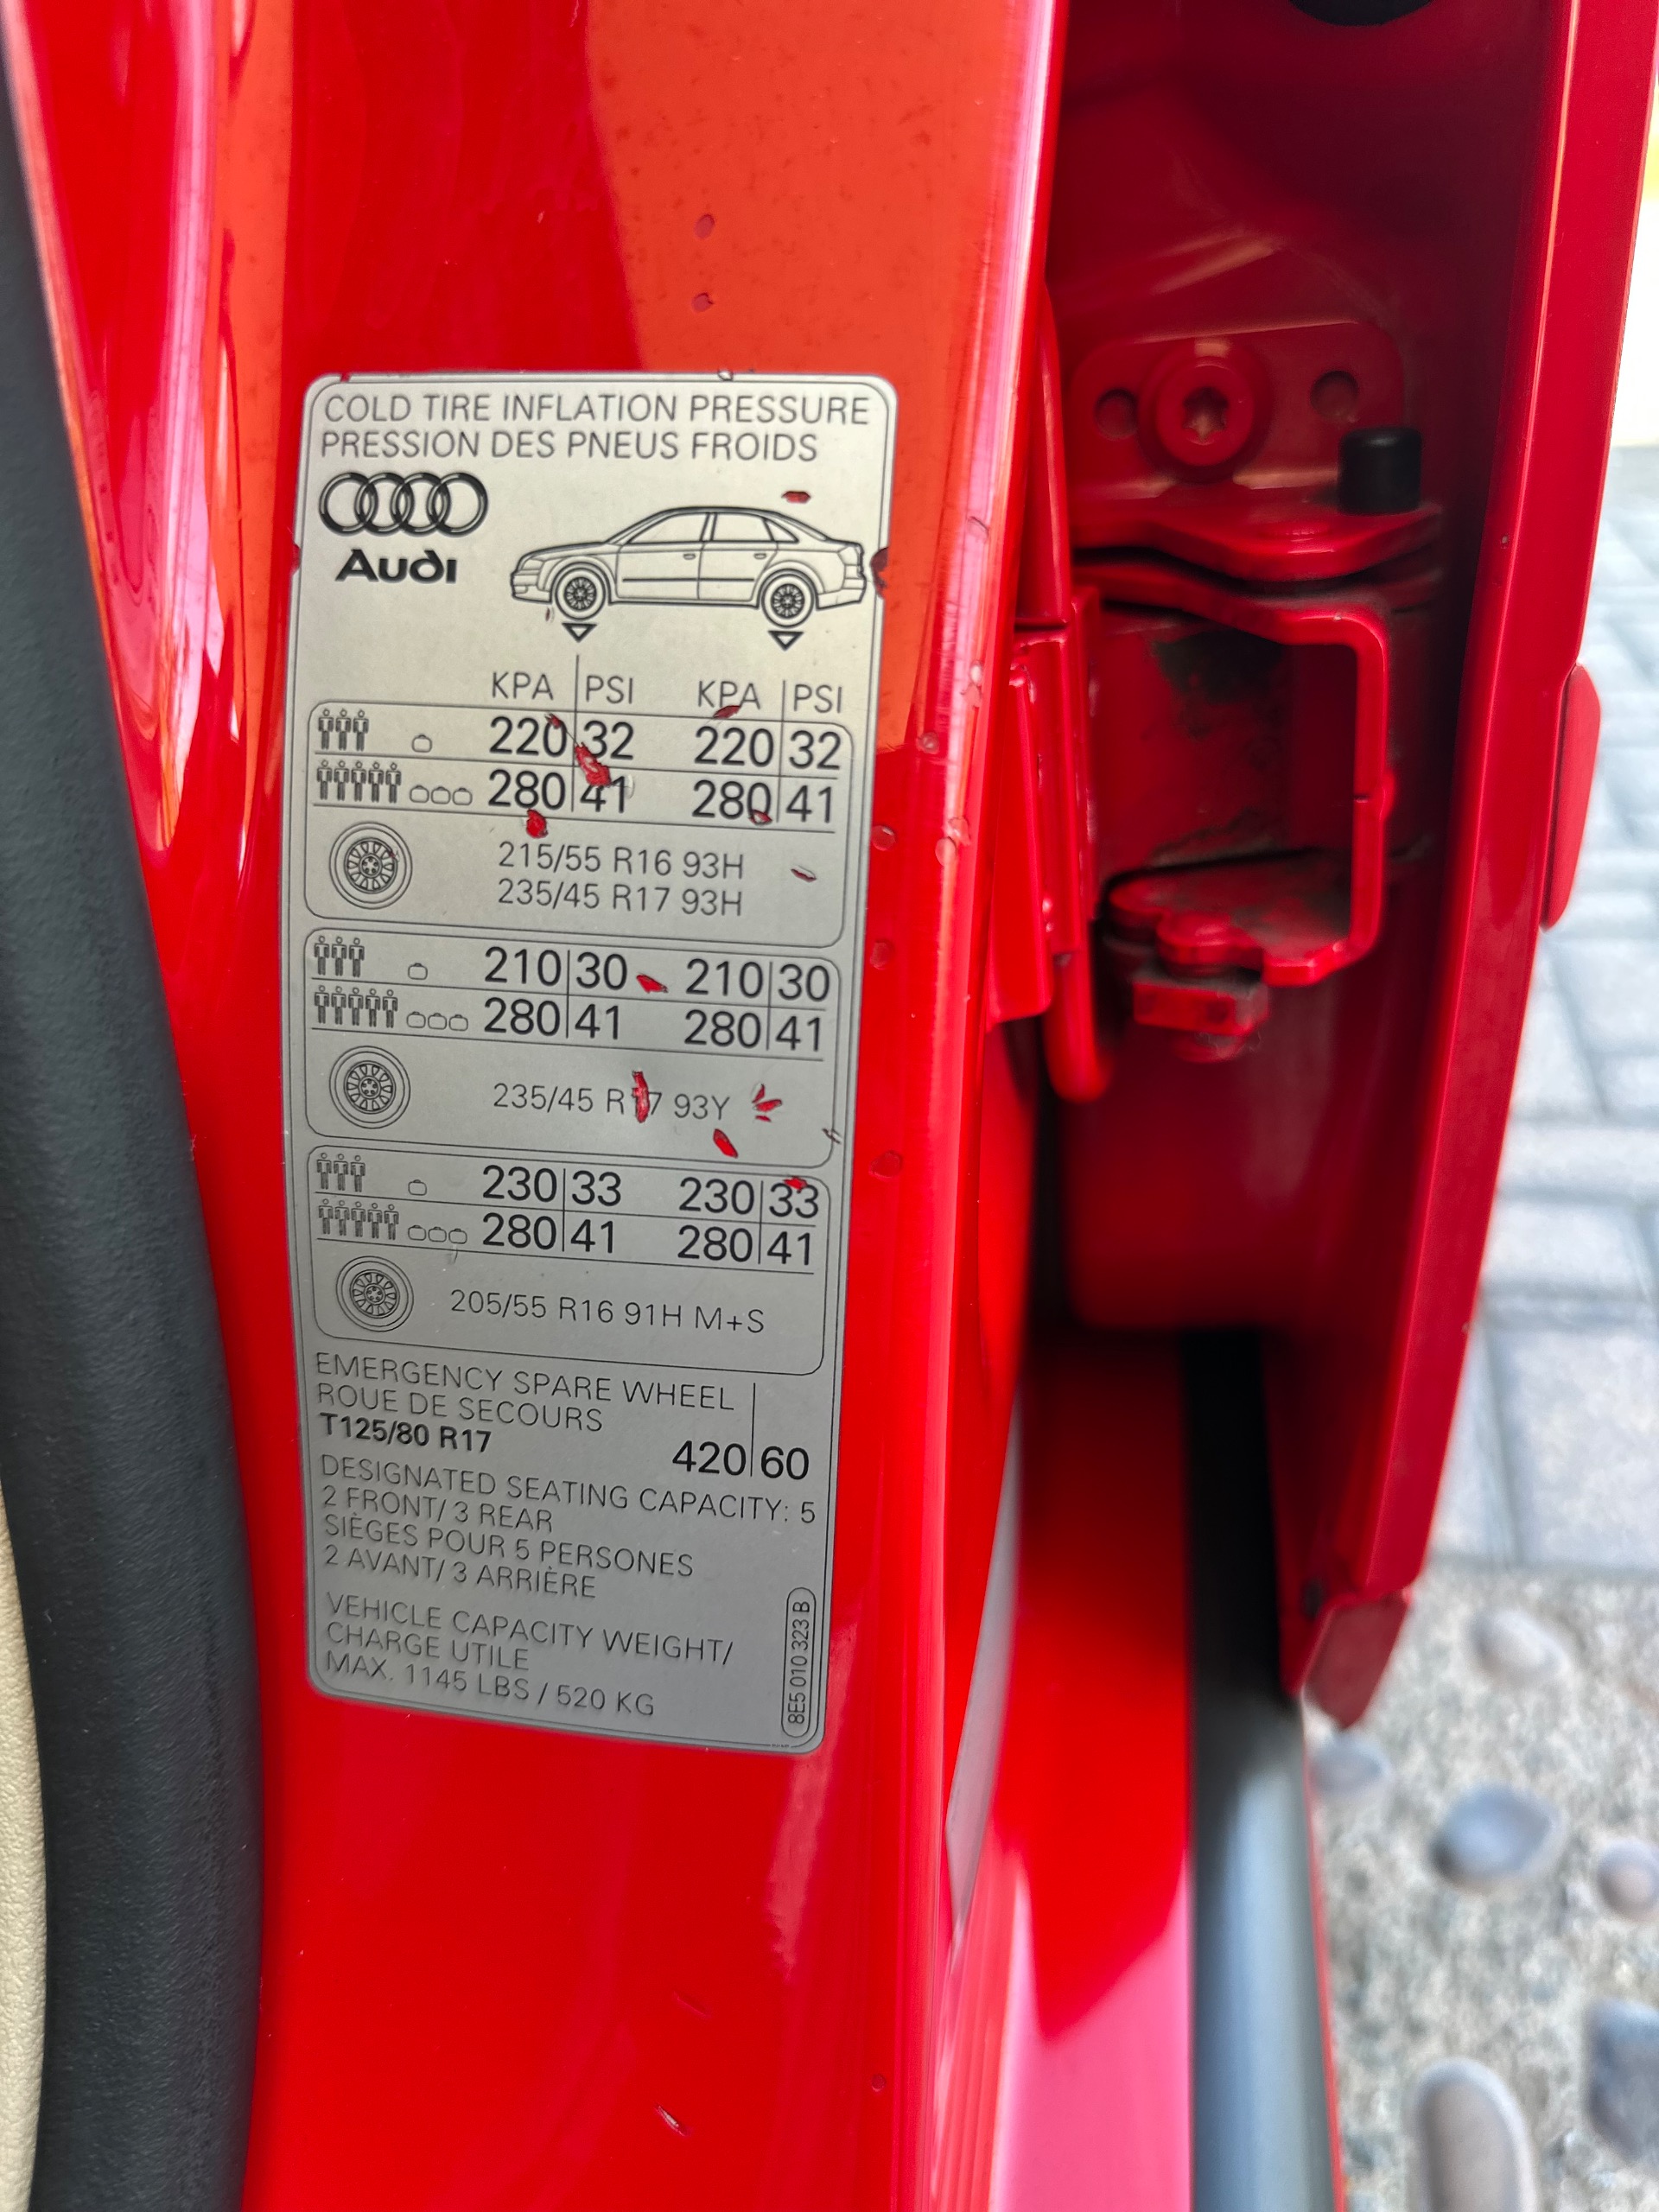 COLD TIRE INFLATION PRESSURE
PRESSION DES PNEUS FROIDS
Audi
KPA PSI KPA PSI
220 32 220 32
280 41 280 41
215/55 R16 93H
235/45 R17 93H
210 30 210 30
280 41 280 41
235/45 R17 93Y
230 33 230 33
280 41 280 41
205/55 R16 91H M+S
EMERGENCY SPARE WHEEL
ROUE DE SECOURS
T125/80 R17
420 60
DESIGNATED SEATING CAPACITY: 5
2 FRONT/ 3 REAR
SIÈGES POUR 5 PERSONES
2 AVANT/ 3 ARRIÈRE
VEHICLE CAPACITY WEIGHT/
CHARGE UTILE
MAX. 1145 LBS / 520 KG
8E5 010 323 B